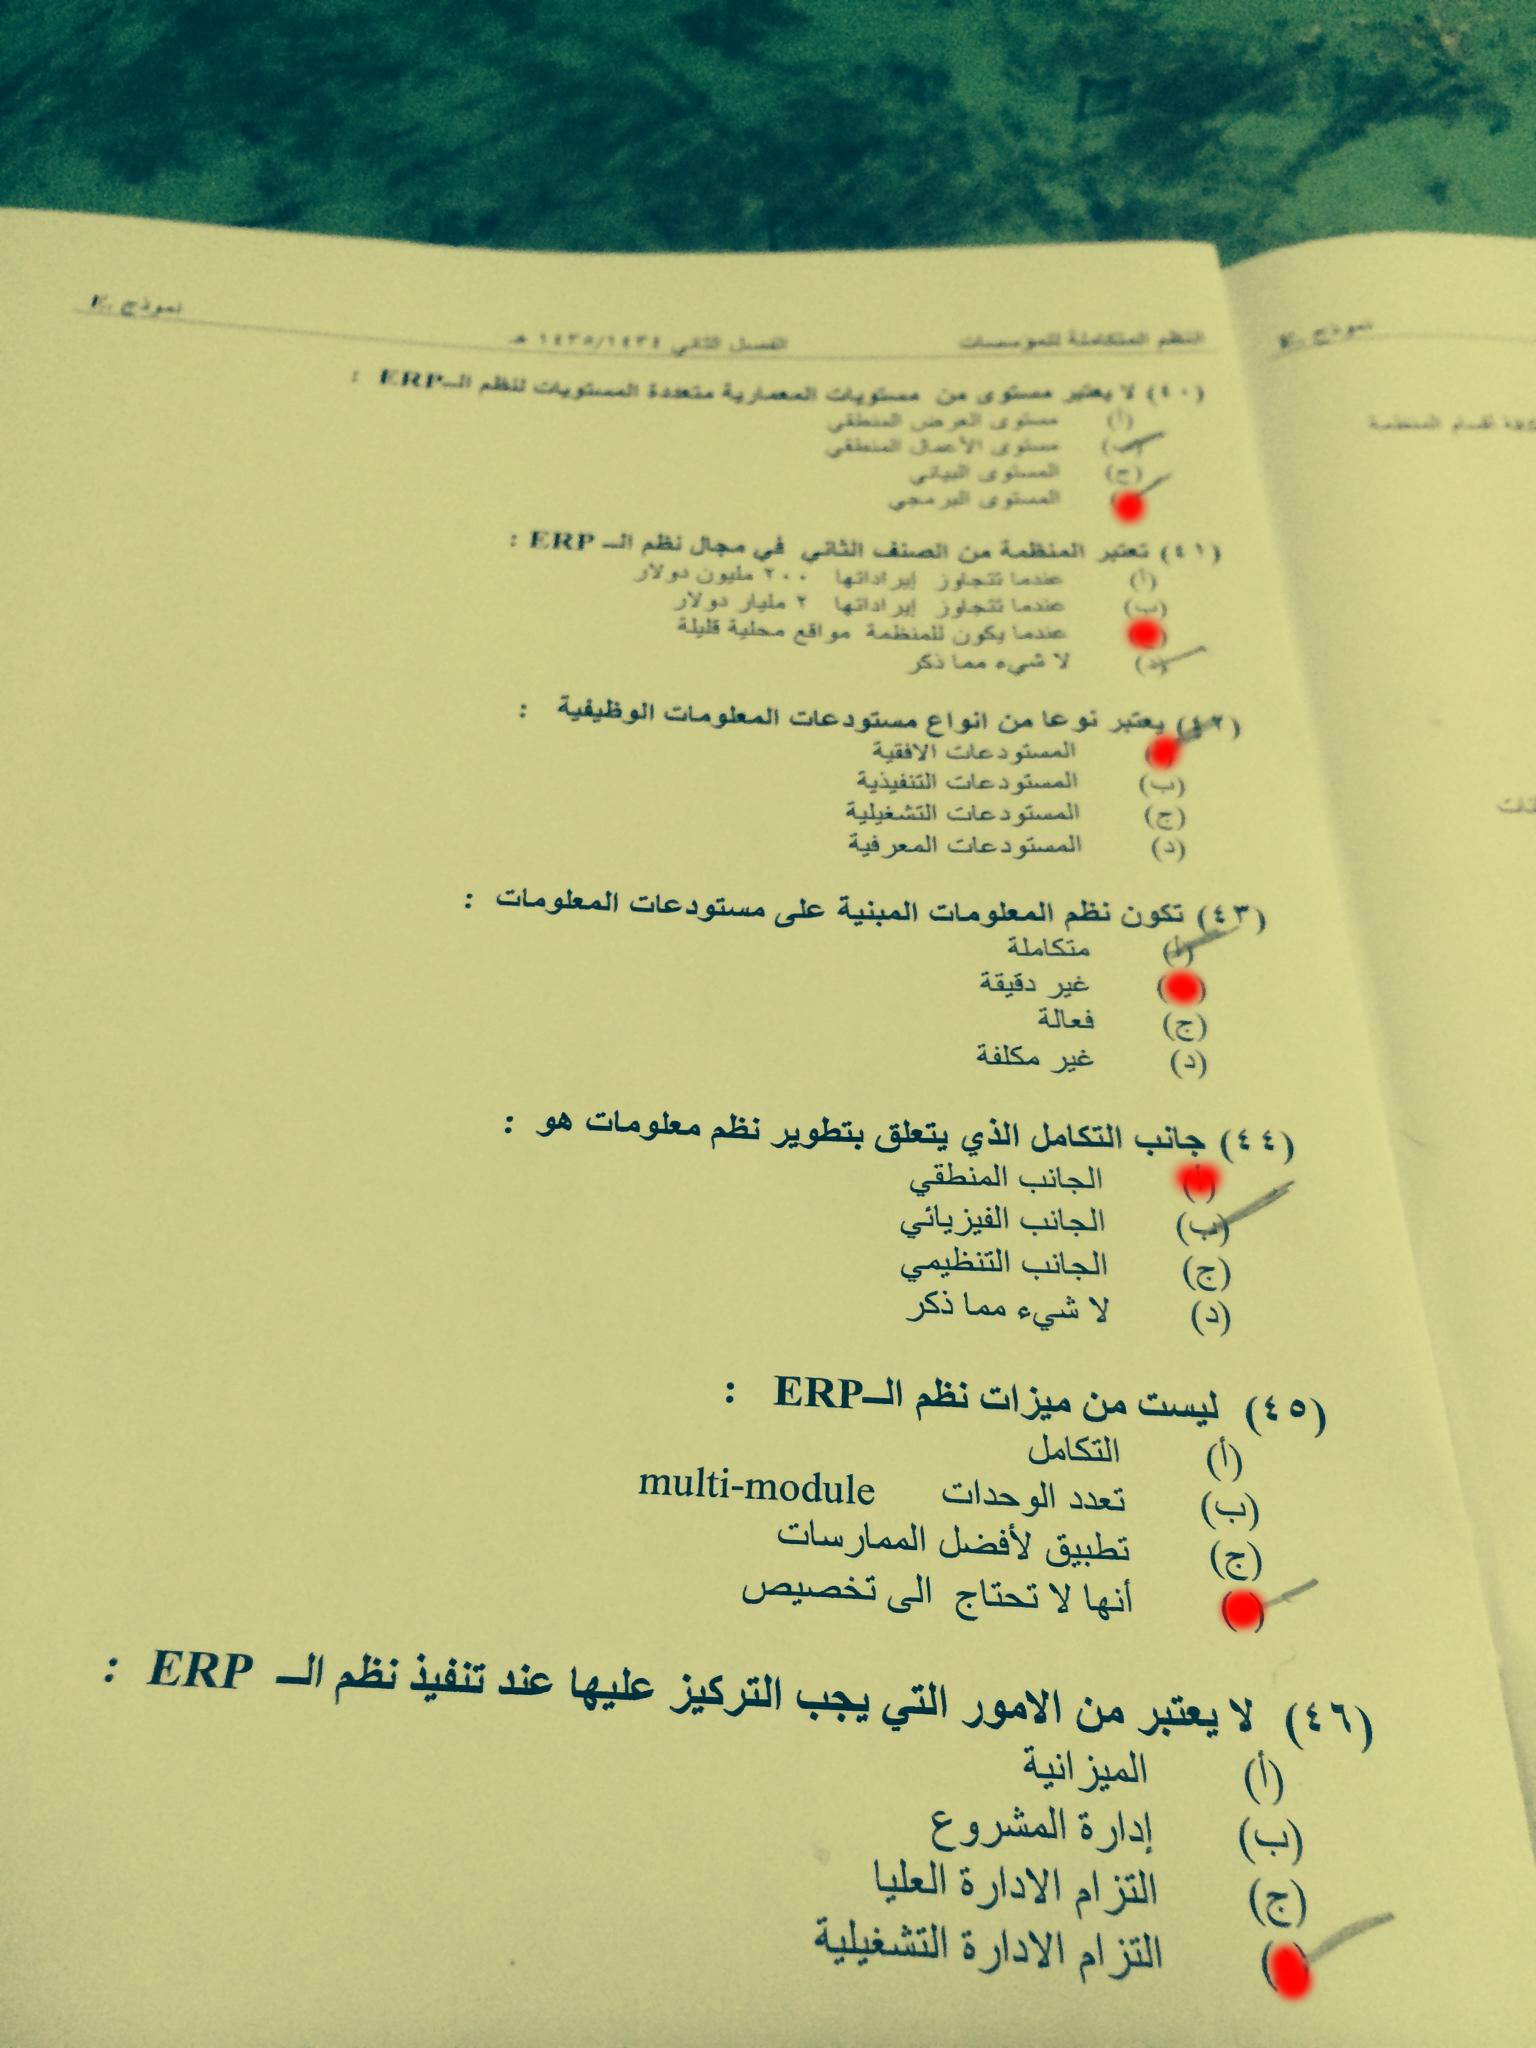 النظم المتكاملة للمؤسسات الفصل الثاني ١٤٣٥/١٤٣٤ هـ نموذج E.
(٤٠) لا يعتبر مستوى من مستويات المعمارية متعددة المستويات لنظم الـERP :
(أ) مستوى العرض المنطقي
(ب) مستوى الأعمال المنطقي
(ج) المستوى البياني
المستوى البرمجي
(٤١) تعتبر المنظمة من الصنف الثاني في مجال نظم الـ ERP :
(أ) عندما تتجاوز إيراداتها ٢٠٠ مليون دولار
(ب) عندما تتجاوز إيراداتها ٢ مليار دولار
عندما يكون للمنظمة مواقع محلية قليلة
(د) لا شيء مما ذكر
(٤٢) يعتبر نوعا من انواع مستودعات المعلومات الوظيفية :
المستودعات الافقية
(ب) المستودعات التنفيذية
(ج) المستودعات التشغيلية
(د) المستودعات المعرفية
(٤٣) تكون نظم المعلومات المبنية على مستودعات المعلومات :
(أ) متكاملة
( ) غير دقيقة
(ج) فعالة
(د) غير مكلفة
(٤٤) جانب التكامل الذي يتعلق بتطوير نظم معلومات هو :
(أ) الجانب المنطقي
(ب) الجانب الفيزيائي
(ج) الجانب التنظيمي
(د) لا شيء مما ذكر
(٤٥) ليست من ميزات نظم الـERP :
(أ) التكامل
(ب) تعدد الوحدات multi-module
(ج) تطبيق لأفضل الممارسات
( ) أنها لا تحتاج الى تخصيص
(٤٦) لا يعتبر من الامور التي يجب التركيز عليها عند تنفيذ نظم الـ ERP :
(أ) الميزانية
(ب) إدارة المشروع
(ج) التزام الادارة العليا
( ) التزام الادارة التشغيلية
نموذج E.
أقسام المنظمة